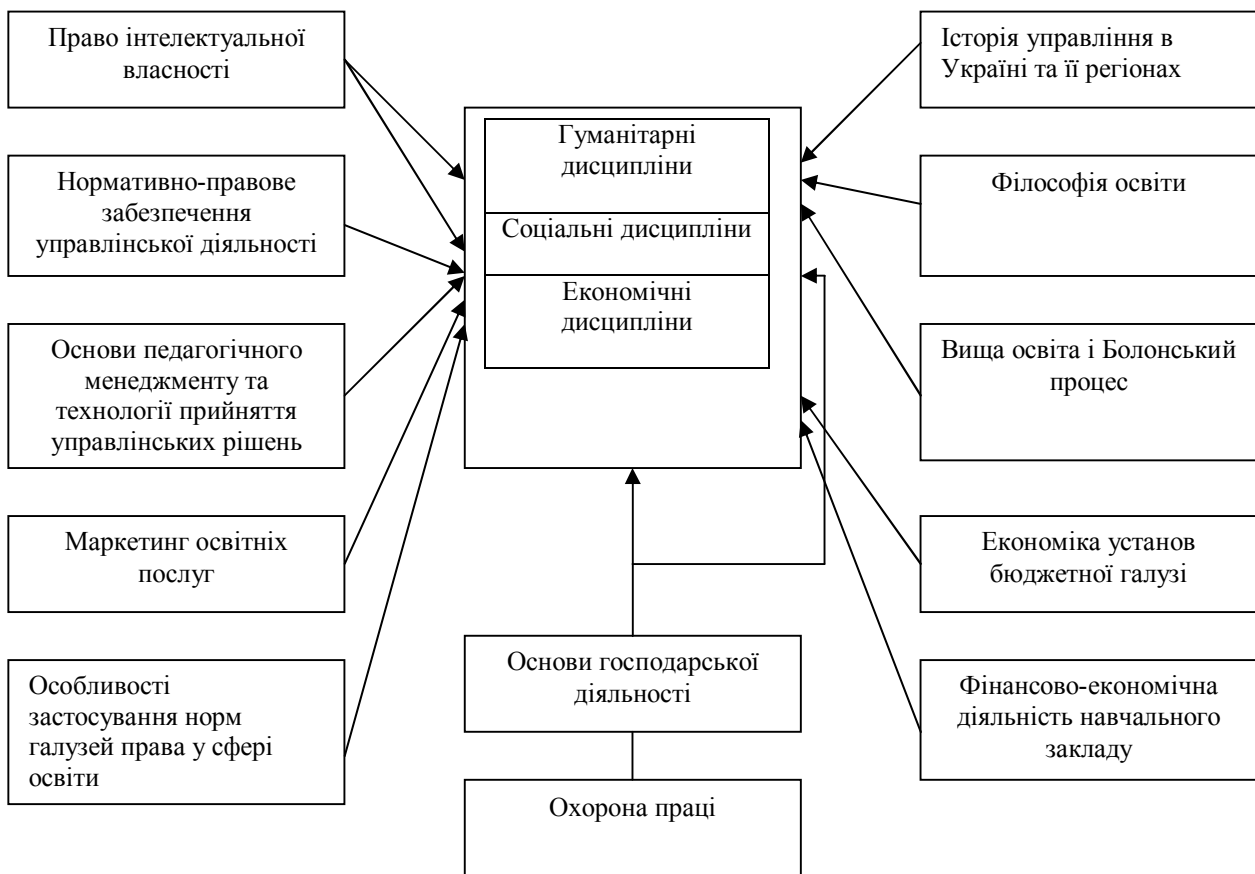 Право інтелектуальної
власності
Нормативно-правове
забезпечення
управлінської діяльності
Основи педагогічного
менеджменту та
технології прийняття
управлінських рішень
Маркетинг освітніх
послуг
Особливості
застосування норм
галузей права у сфері
освіти
Гуманітарні
дисципліни
Соціальні дисципліни
Економічні
дисципліни
Основи господарської
діяльності
Охорона праці
Історія управління в
Україні та її регіонах
Філософія освіти
Вища освіта і Болонський
процес
Економіка установ
бюджетної галузі
Фінансово-економічна
діяльність навчального
закладу